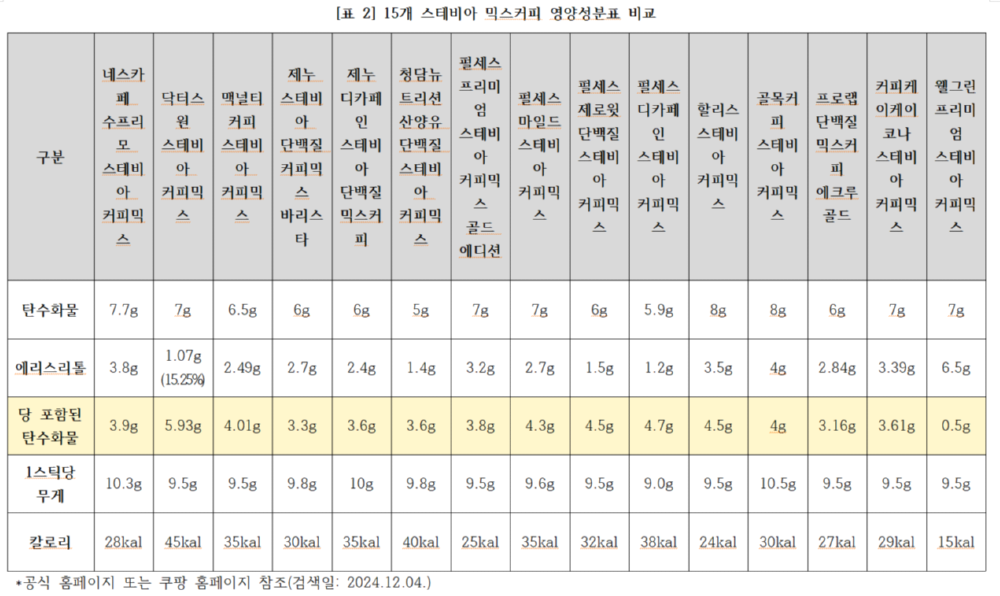 [표 2] 15개 스테비아 믹스커피 영양성분표 비교
구분 네스카페 수프리모 스테비아 커피믹스 닥터스원 스테비아 커피믹스 맥널티 커피 스테비아 커피믹스 제누 스테비아 단백질 커피믹스 바리스타 제누 디카페인 스테비아 단백질 믹스커피 청담뉴트리션 산양유 단백질 스테비아 커피믹스 펄세스 프리미엄 스테비아 커피믹스 골드 에디션 펄세스 마일드 스테비아 커피믹스 펄세스 제로윗 단백질 스테비아 커피믹스 펄세스 디카페인 스테비아 커피믹스 할리스 스테비아 커피믹스 골목커피 스테비아 커피믹스 프로랩 단백질 믹스커피 에크루 골드 커피케이케이 코나 스테비아 커피믹스 웰그린 프리미엄 스테비아 커피믹스
탄수화물 7.7g 7g 6.5g 6g 6g 5g 7g 7g 6g 5.9g 8g 8g 6g 7g 7g
에리스리톨 3.8g 1.07g (15.25%) 2.49g 2.7g 2.4g 1.4g 3.2g 2.7g 1.5g 1.2g 3.5g 4g 2.84g 3.39g 6.5g
당 포함된 탄수화물 3.9g 5.93g 4.01g 3.3g 3.6g 3.6g 3.8g 4.3g 4.5g 4.7g 4.5g 4g 3.16g 3.61g 0.5g
1스틱당 무게 10.3g 9.5g 9.5g 9.8g 10g 9.8g 9.5g 9.6g 9.5g 9.0g 9.5g 10.5g 9.5g 9.5g 9.5g
칼로리 28kal 45kal 35kal 30kal 35kal 40kal 25kal 35kal 32kal 38kal 24kal 30kal 27kal 29kal 15kal
*공식 홈페이지 또는 쿠팡 홈페이지 참조(검색일: 2024.12.04.)